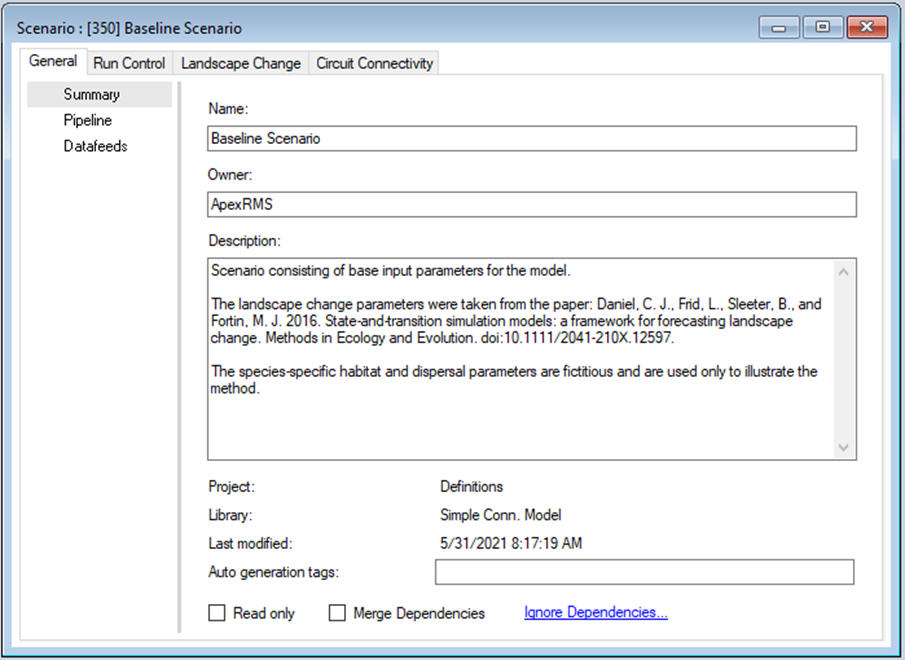 Scenario : [350] Baseline Scenario
General
Run Control
Landscape Change
Circuit Connectivity
Summary
Pipeline
Datafeeds
Name:
Baseline Scenario
Owner:
ApexRMS
Description:
Scenario consisting of base input parameters for the model.
The landscape change parameters were taken from the paper: Daniel, C. J., Frid, L., Sleeter, B., and
Fortin, M. J. 2016. State-and-transition simulation models: a framework for forecasting landscape
change. Methods in Ecology and Evolution. doi:10.1111/2041-210X.12597.
The species-specific habitat and dispersal parameters are fictitious and are used only to illustrate the
method.
Project: Definitions
Library: Simple Conn. Model
Last modified: 5/31/2021 8:17:19 AM
Auto generation tags:
Read only Merge Dependencies Ignore Dependencies...